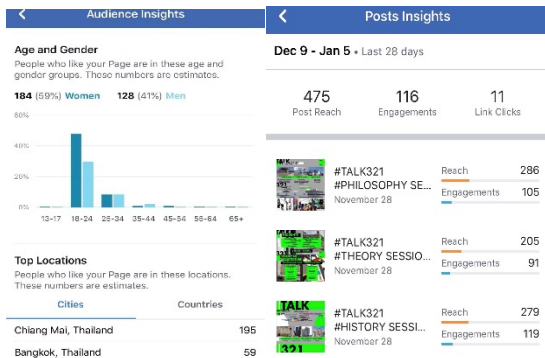 Audience Insights
Age and Gender
People who like your Page are in these age and
gender groups. These numbers are estimates.
184 (59%) Women 128 (41%) Men
60%
40%
20%
0%
13-17 18-24 25-34 35-44 45-54 55-64 65+
Top Locations
People who like your Page are in these locations.
These numbers are estimates.
Cities Countries
Chiang Mai, Thailand 195
Bangkok, Thailand 59
Posts Insights
Dec 9 - Jan 5 • Last 28 days
475 116 11
Post Reach Engagements Link Clicks
#TALK321 Reach 286
#PHILOSOPHY SE... Engagements 105
November 28
#TALK321 Reach 205
#THEORY SESSIO... Engagements 91
November 28
TALK
321
#TALK321 Reach 279
#HISTORY SESSI... Engagements 119
November 28